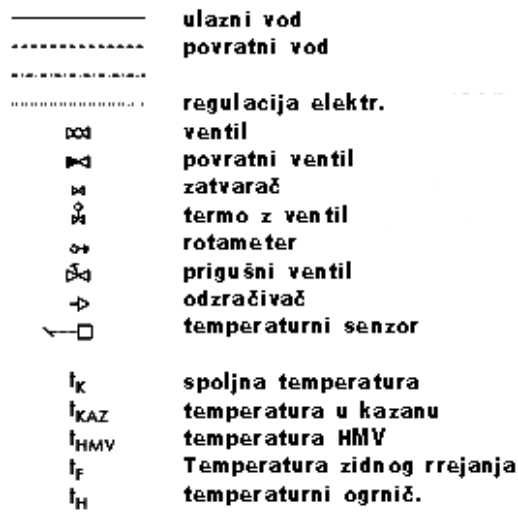 ulazni vod
povratni vod
regulacija elektr.
ventil
povratni ventil
zatvarač
termo z ventil
rotameter
prigušni ventil
odzračivač
temperaturni senzor
tK spoljna temperatura
tKAZ temperatura u kazanu
tHMV temperatura HMV
tF Temperatura zidnog rrejanja
tH temperaturni ogrnič.